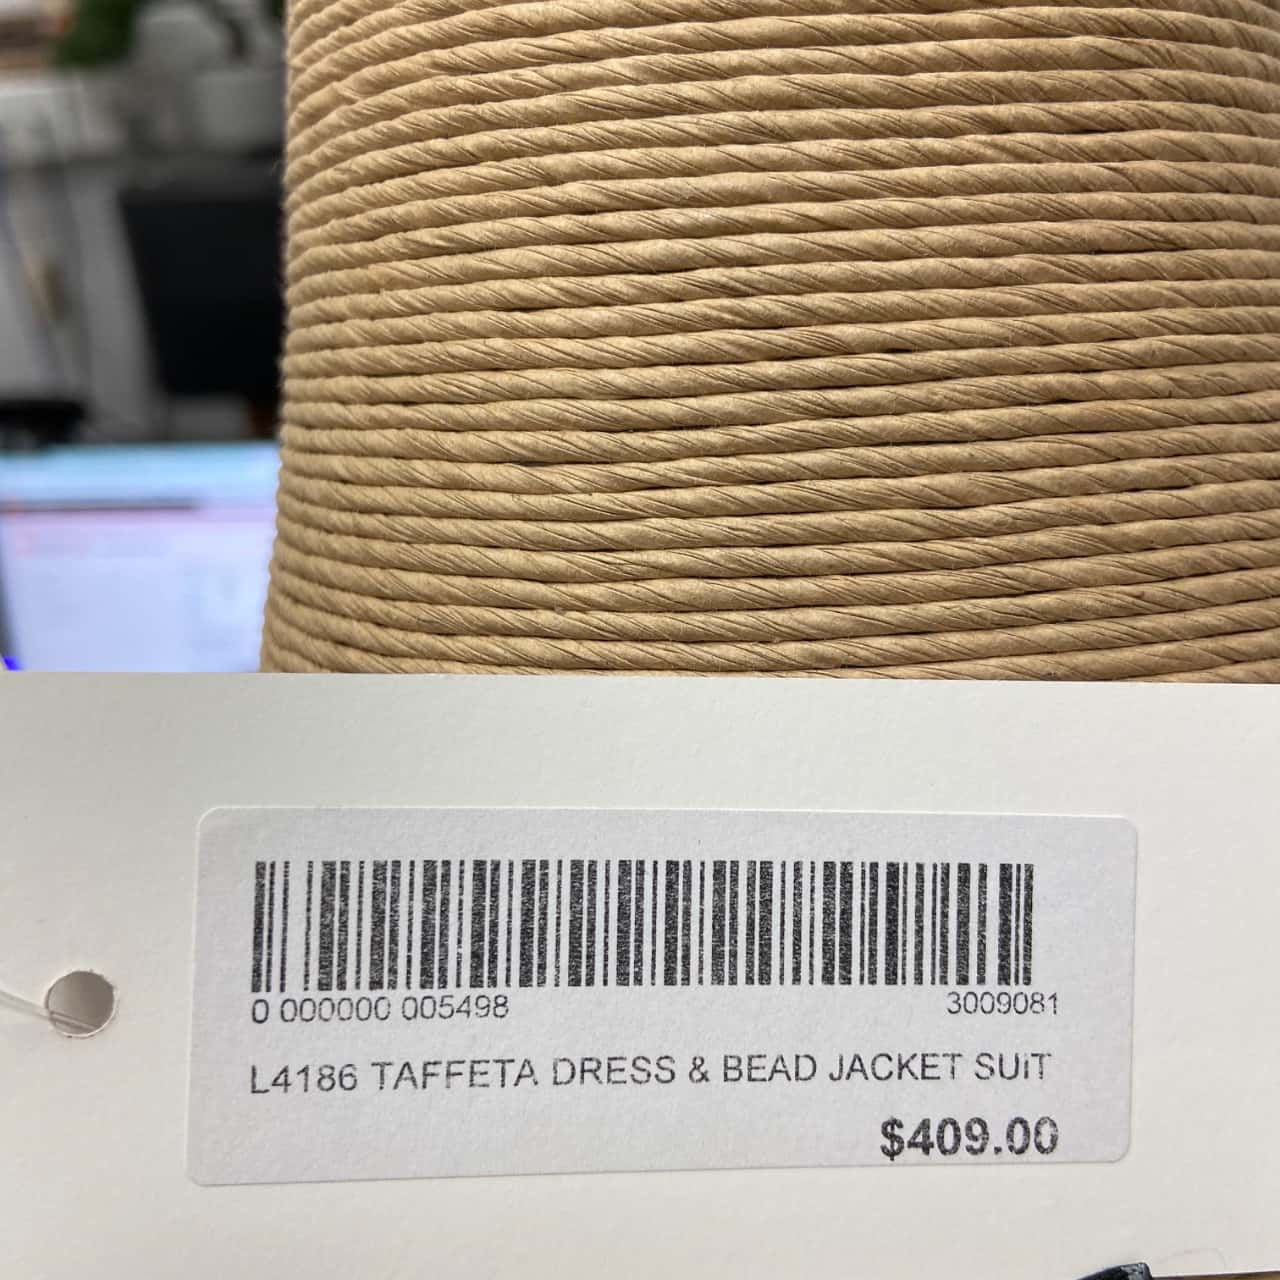 0 000000 005498 3009081
L4186 TAFFETA DRESS & BEAD JACKET SUIT
$409.00